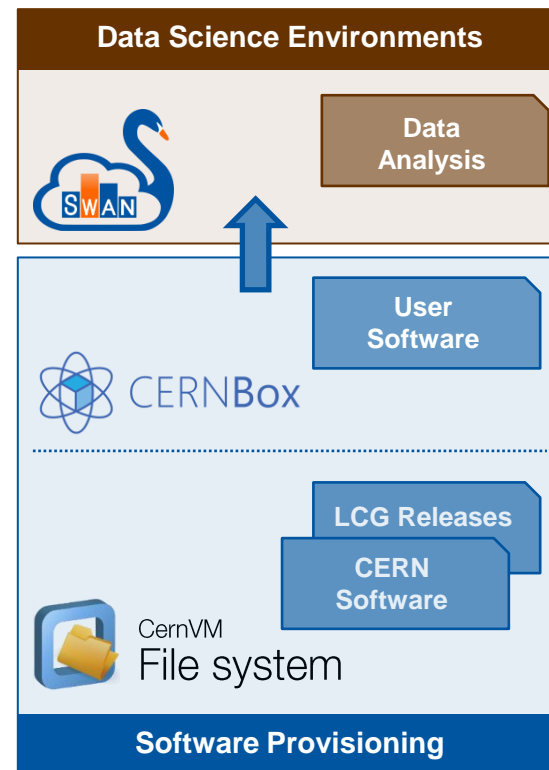 Data Science Environments
SWAN
Data
Analysis
User
Software
CERNBox
LCG Releases
CERN
Software
CernVM
File system
Software Provisioning